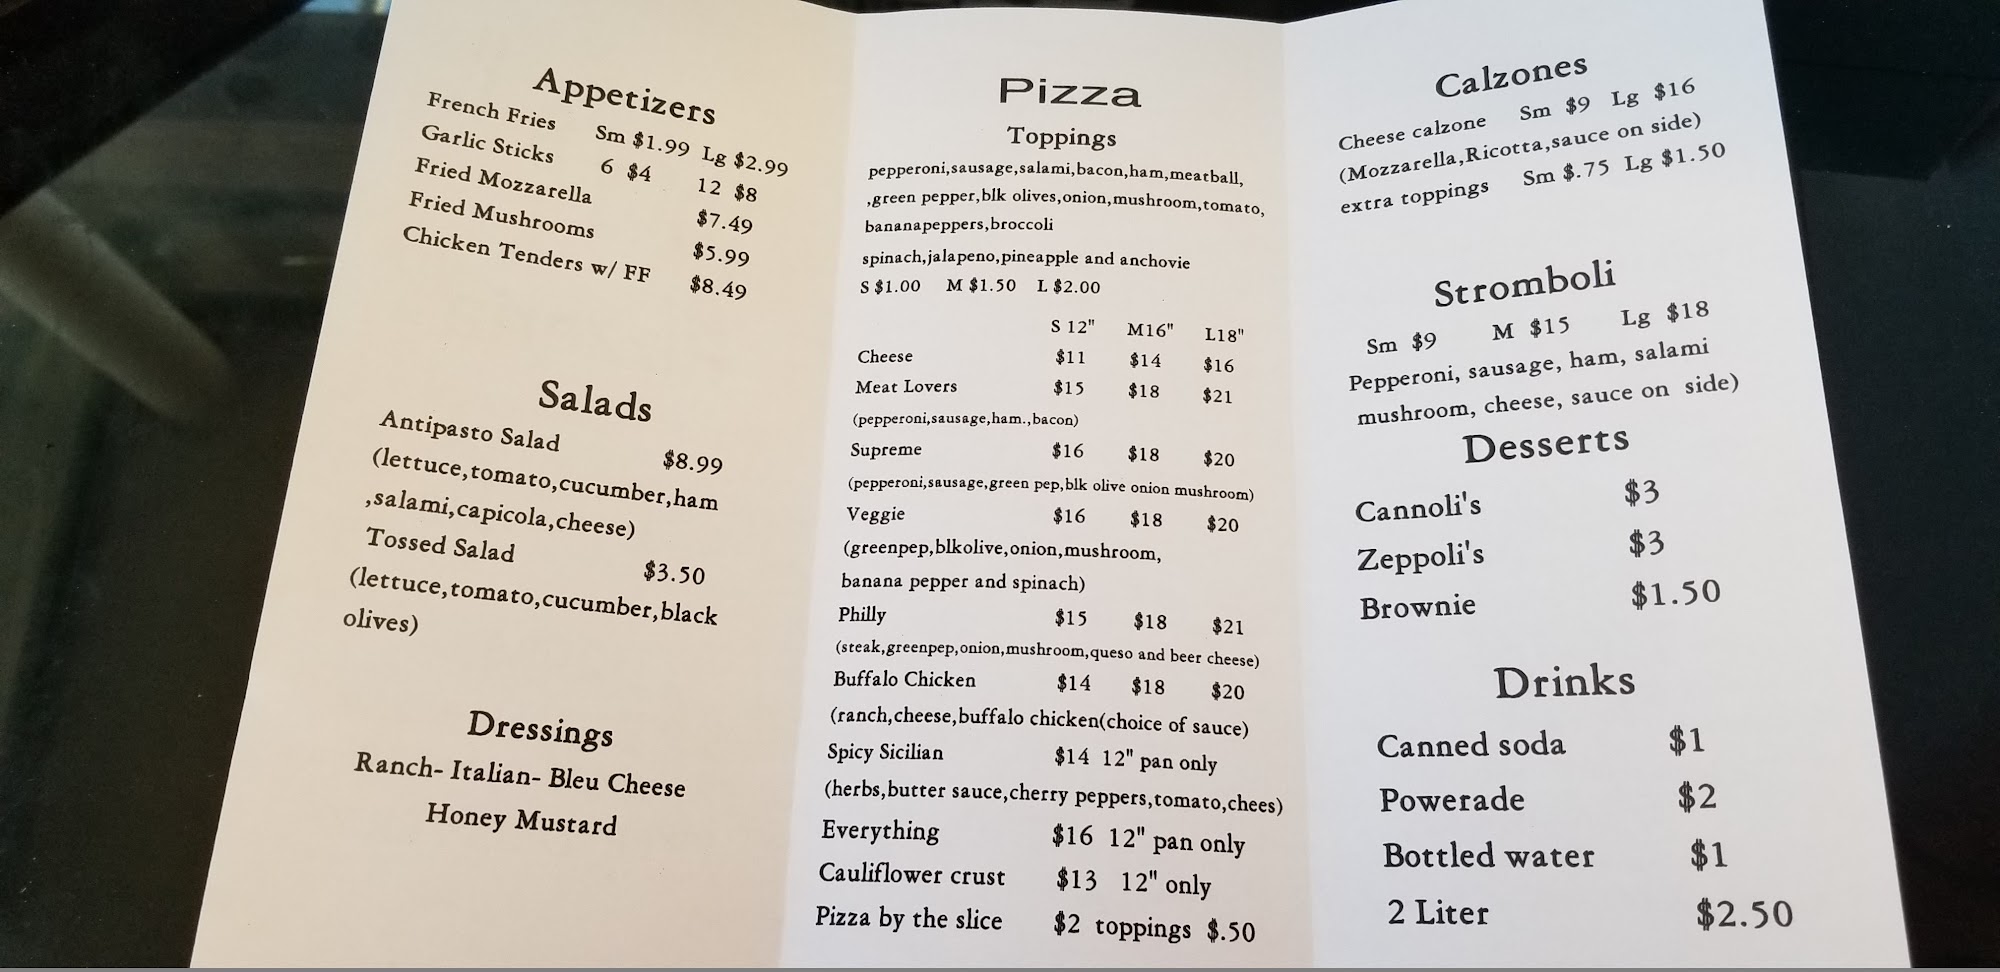 Appetizers
French Fries Sm $1.99 Lg $2.99
Garlic Sticks 6 $4 12 $8
Fried Mozzarella $7.49
Fried Mushrooms $5.99
Chicken Tenders w/ FF $8.49
Salads
Antipasto Salad $8.99
(lettuce,tomato,cucumber,ham
,salami,capicola,cheese)
Tossed Salad $3.50
(lettuce,tomato,cucumber,black
olives)
Dressings
Ranch- Italian- Bleu Cheese
Honey Mustard
Pizza
Toppings
pepperoni,sausage,salami,bacon,ham,meatball,
,green pepper,blk olives,onion,mushroom,tomato,
bananapeppers,broccoli
spinach,jalapeno,pineapple and anchovie
S $1.00 M $1.50 L $2.00
S 12" M16" L18"
Cheese $11 $14 $16
Meat Lovers $15 $18 $21
(pepperoni,sausage,ham.,bacon)
Supreme $16 $18 $20
(pepperoni,sausage,green pep,blk olive onion mushroom)
Veggie $16 $18 $20
(greenpep,blkolive,onion,mushroom,
banana pepper and spinach)
Philly $15 $18 $21
(steak,greenpep,onion,mushroom,queso and beer cheese)
Buffalo Chicken $14 $18 $20
(ranch,cheese,buffalo chicken(choice of sauce)
Spicy Sicilian $14 12" pan only
(herbs,butter sauce,cherry peppers,tomato,chees)
Everything $16 12" pan only
Cauliflower crust $13 12" only
Pizza by the slice $2 toppings $.50
Calzones
Cheese calzone Sm $9 Lg $16
(Mozzarella,Ricotta,sauce on side)
extra toppings Sm $.75 Lg $1.50
Stromboli
Sm $9 M $15 Lg $18
Pepperoni, sausage, ham, salami
mushroom, cheese, sauce on side)
Desserts
Cannoli's $3
Zeppoli's $3
Brownie $1.50
Drinks
Canned soda $1
Powerade $2
Bottled water $1
2 Liter $2.50